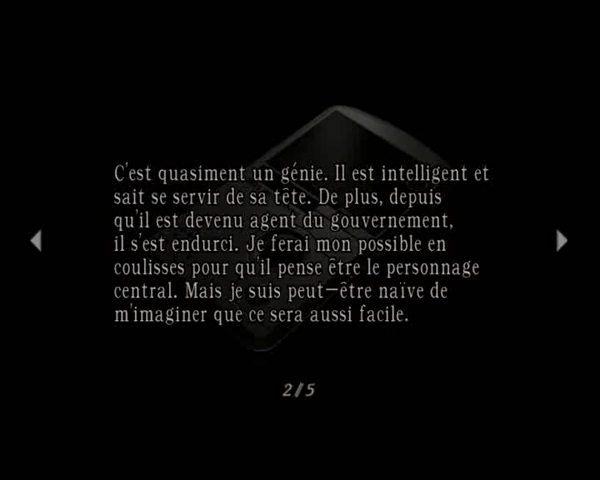 C'est quasiment un génie. Il est intelligent et
sait se servir de sa tête. De plus, depuis
qu'il est devenu agent du gouvernement,
il s'est endurci. Je ferai mon possible en
coulisses pour qu'il pense être le personnage
central. Mais je suis peut-être naïve de
m'imaginer que ce sera aussi facile.
2/5